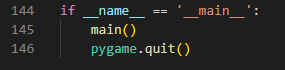 144 if __name__ == '__main__':
145     main()
146     pygame.quit()